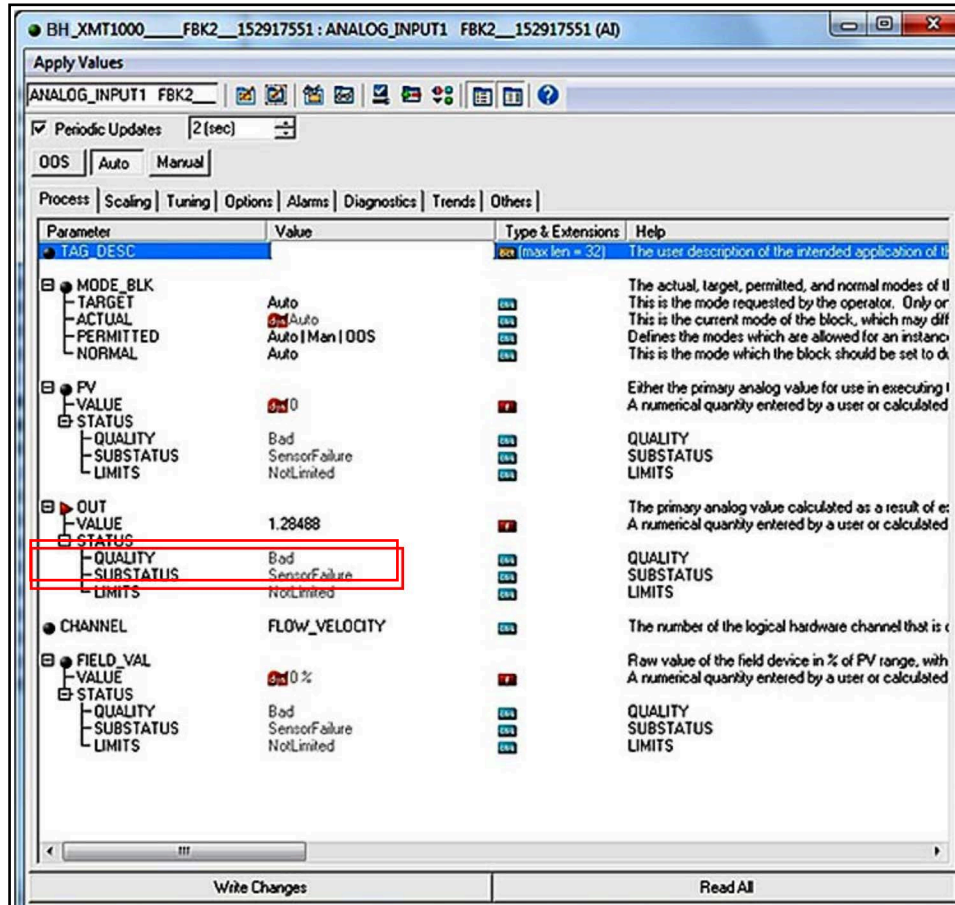 BH_XMT1000_____FBK2__152917551 : ANALOG_INPUT1 FBK2__152917551 (AI)
Apply Values
ANALOG_INPUT1 FBK2__
Periodic Updates 2 (sec)
OOS Auto Manual
Process Scaling Tuning Options Alarms Diagnostics Trends Others
Parameter Value Type & Extensions Help
TAG_DESC (max len = 32) The user description of the intended application of th
MODE_BLK The actual, target, permitted, and normal modes of tl
TARGET Auto This is the mode requested by the operator. Only or
ACTUAL Auto This is the current mode of the block, which may diff
PERMITTED Auto | Man | OOS Defines the modes which are allowed for an instanc
NORMAL Auto This is the mode which the block should be set to d
PV Either the primary analog value for use in executing
VALUE 0 A numerical quantity entered by a user or calculated
STATUS
QUALITY Bad QUALITY
SUBSTATUS SensorFailure SUBSTATUS
LIMITS NotLimited LIMITS
OUT The primary analog value calculated as a result of e
VALUE 1.28488 A numerical quantity entered by a user or calculated
STATUS
QUALITY Bad QUALITY
SUBSTATUS SensorFailure SUBSTATUS
LIMITS NotLimited LIMITS
CHANNEL FLOW_VELOCITY The number of the logical hardware channel that is
FIELD_VAL Raw value of the field device in % of PV range, with
VALUE 0 % A numerical quantity entered by a user or calculated
STATUS
QUALITY Bad QUALITY
SUBSTATUS SensorFailure SUBSTATUS
LIMITS NotLimited LIMITS
Write Changes Read All